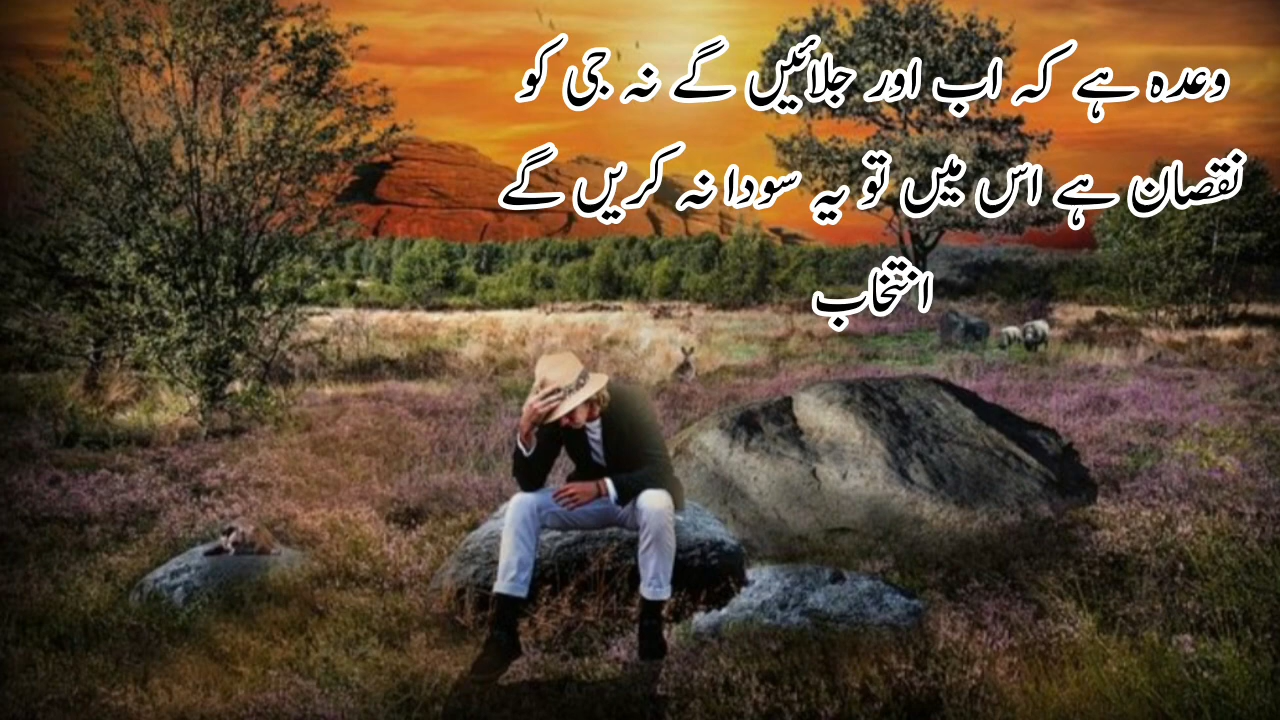 وعدہ ہے کہ اب اور جلائیں گے نہ جی کو
نقصان ہے اس میں تو یہ سودا نہ کریں گے
انتخاب